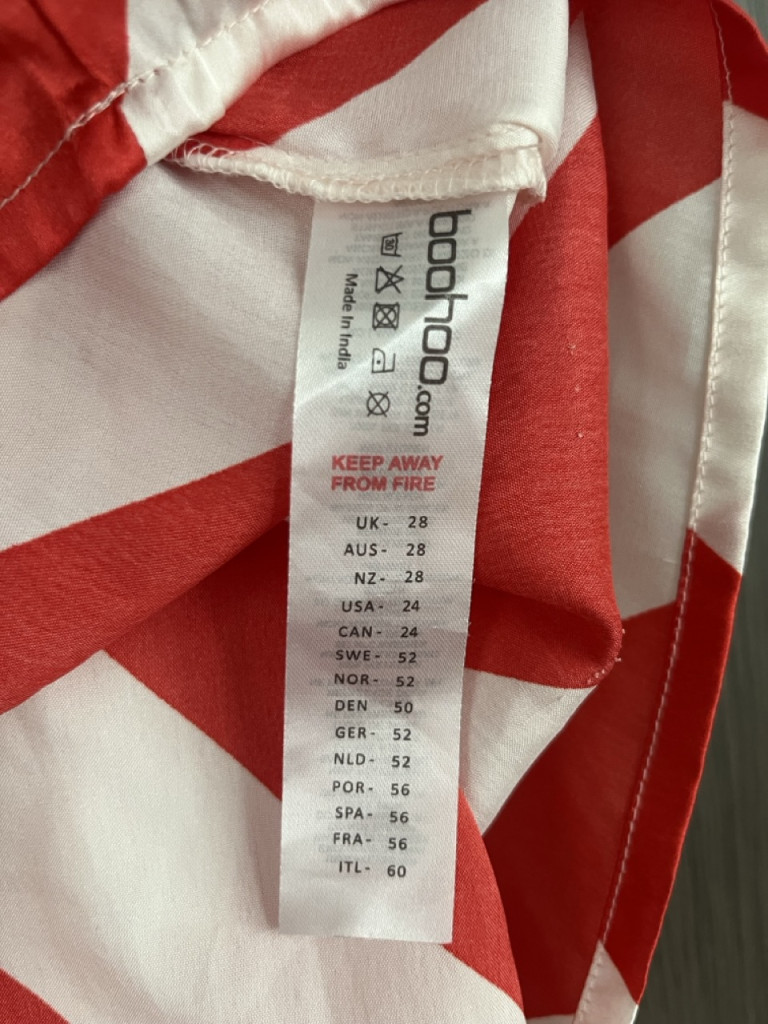 boohoo.com
30
Made In India
KEEP AWAY
FROM FIRE
UK- 28
AUS- 28
NZ- 28
USA- 24
CAN- 24
SWE- 52
NOR- 52
DEN 50
GER- 52
NLD- 52
POR- 56
SPA- 56
FRA- 56
ITL- 60